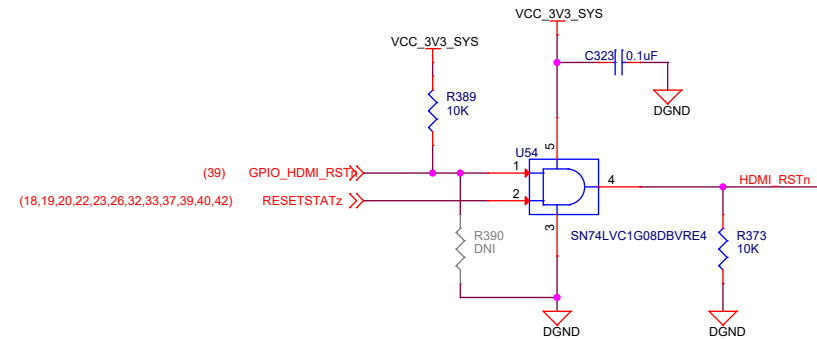 VCC_3V3_SYS
VCC_3V3_SYS
C323 0.1uF
DGND
R389
10K
U54
5
(39) GPIO_HDMI_RSTn
1
4
HDMI_RSTn
(18,19,20,22,23,26,32,33,37,39,40,42) RESETSTATz
2
3
R390
DNI
SN74LVC1G08DBVRE4
R373
10K
DGND
DGND